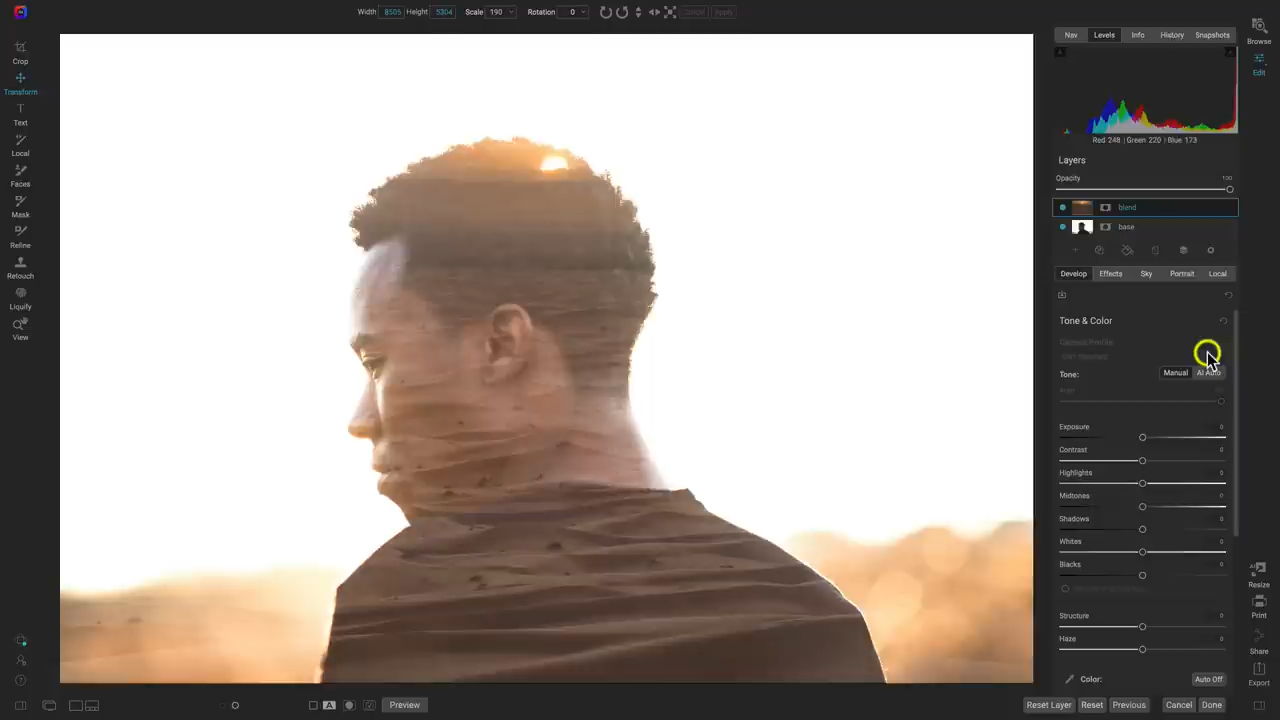 Width 8505 Height 5304 Scale 190 Rotation 0 Cancel Apply
Crop
Transform
Text
Local
Faces
Mask
Refine
Retouch
Liquify
View
Nav Levels Info History Snapshots
Red 248 | Green 220 | Blue 173
Layers
Opacity 100
blend
base
Develop Effects Sky Portrait Local
Tone & Color
Camera Profile
Tone: Manual AI Auto
Exposure 0
Contrast 0
Highlights 0
Midtones 0
Shadows 0
Whites 0
Blacks 0
Structure 0
Haze 0
Color: Auto Off
Browse
Edit
Resize
Print
Share
Export
A Preview
Reset Layer Reset Previous Cancel Done